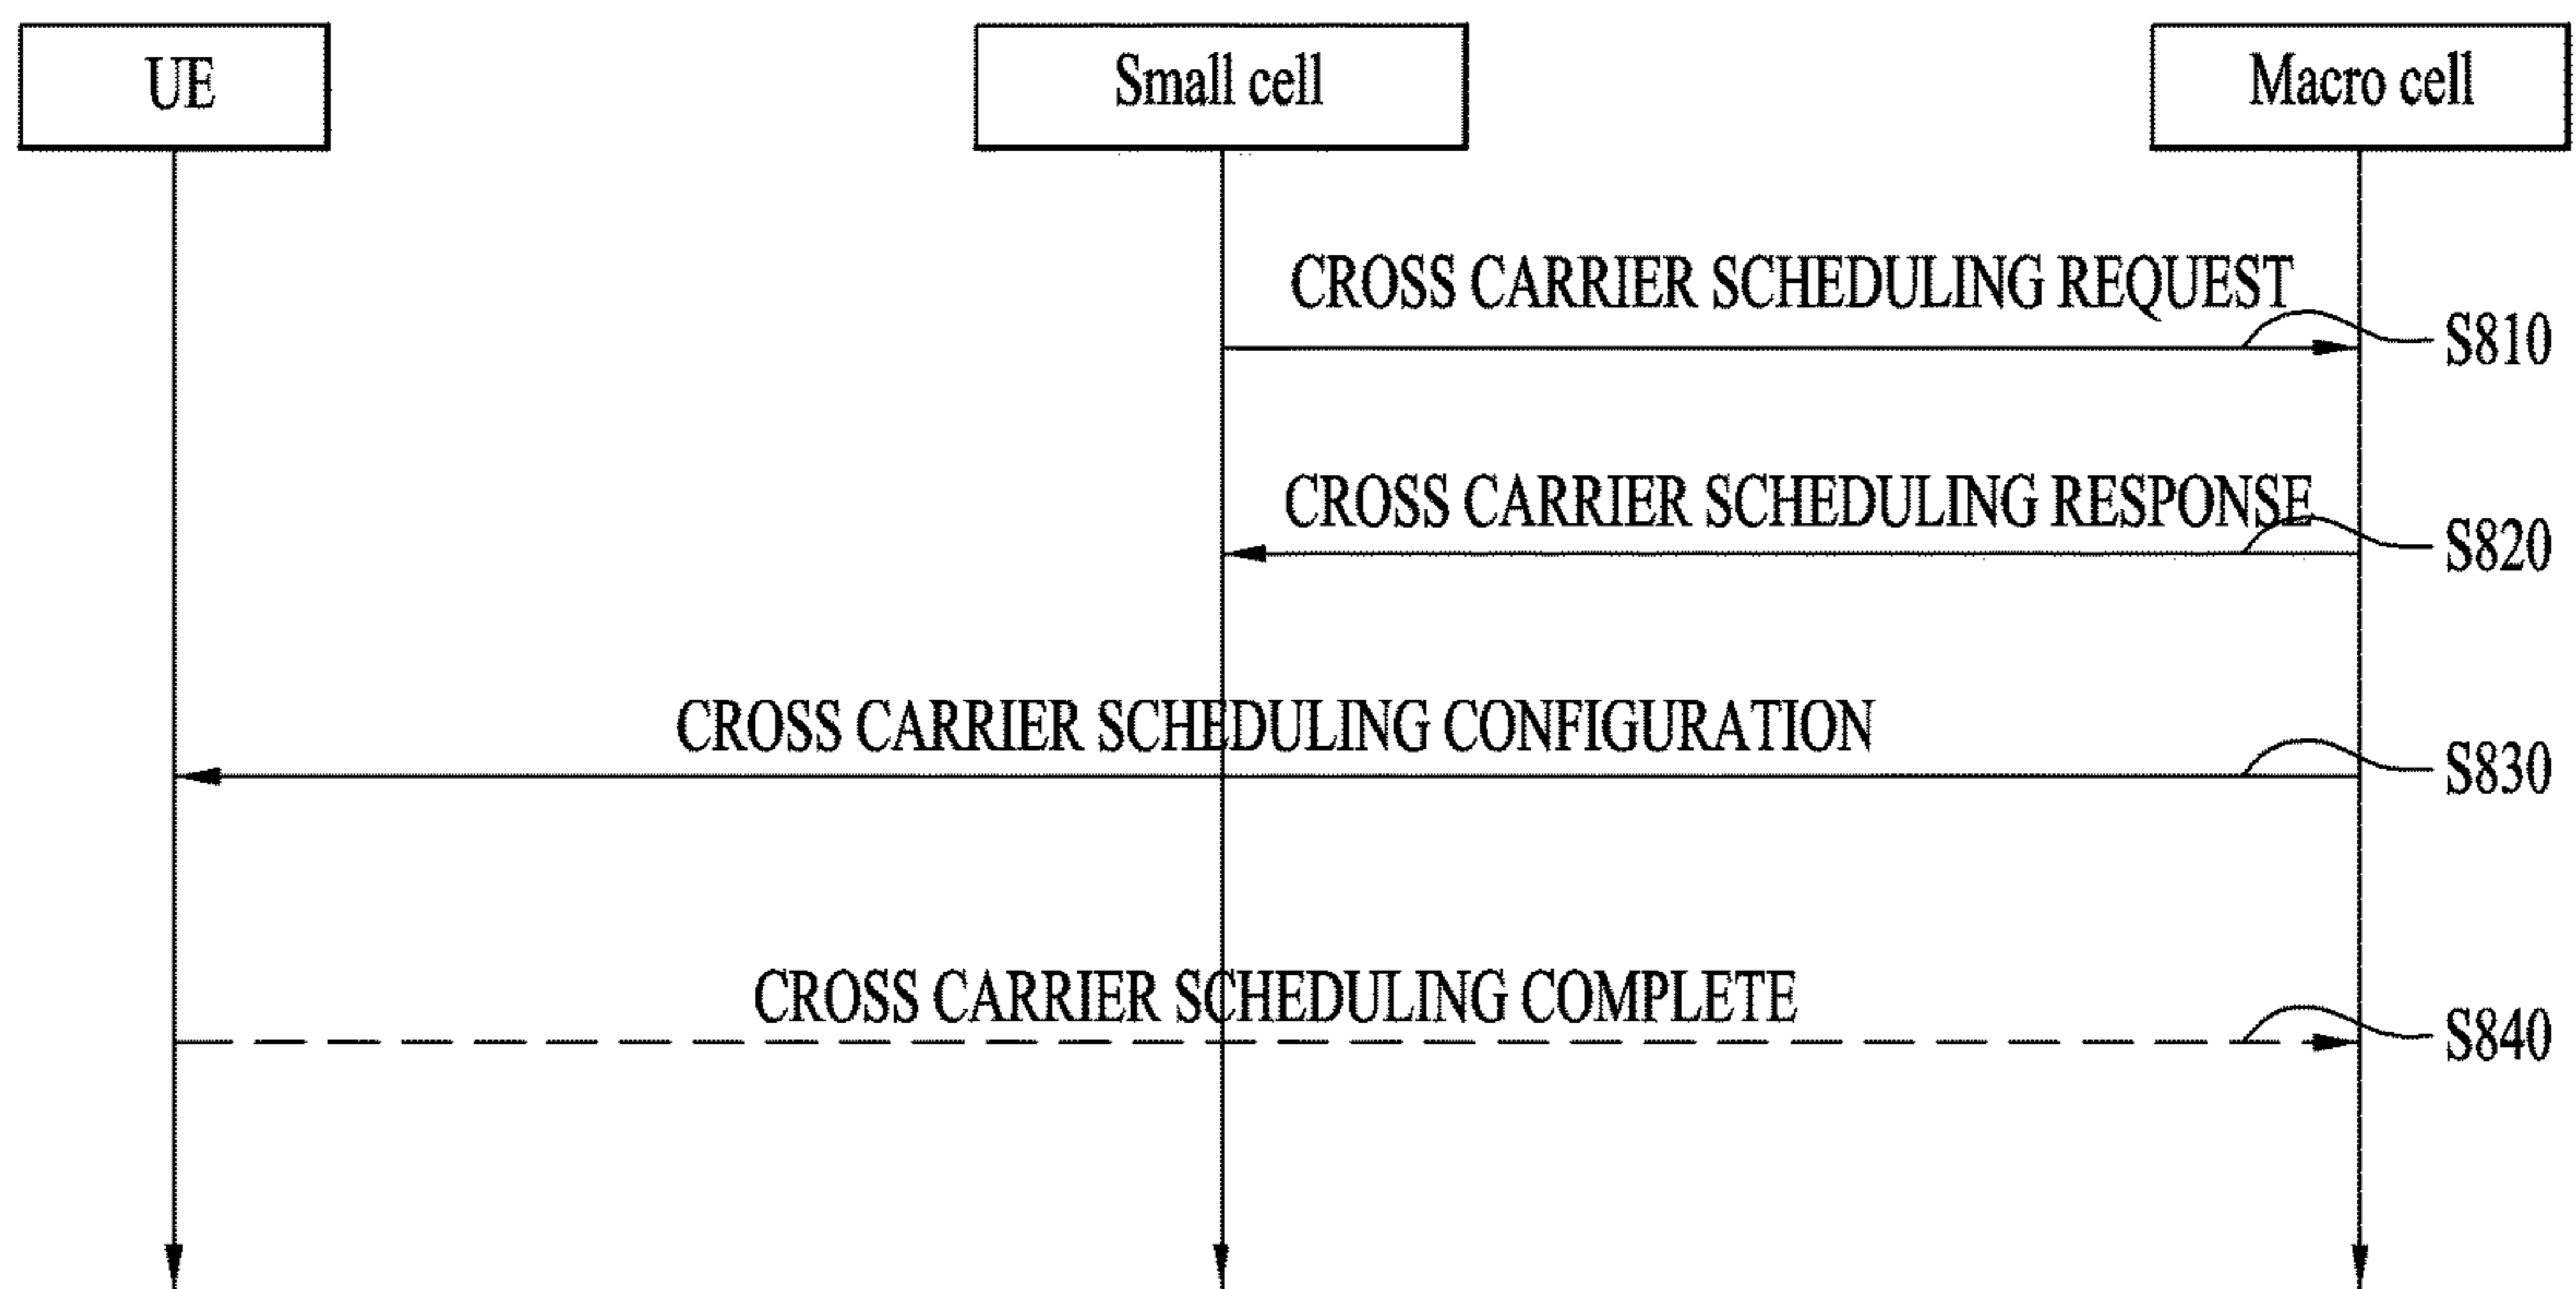 UE
Small cell
Macro cell
CROSS CARRIER SCHEDULING REQUEST
S810
CROSS CARRIER SCHEDULING RESPONSE
S820
CROSS CARRIER SCHEDULING CONFIGURATION
S830
CROSS CARRIER SCHEDULING COMPLETE
S840